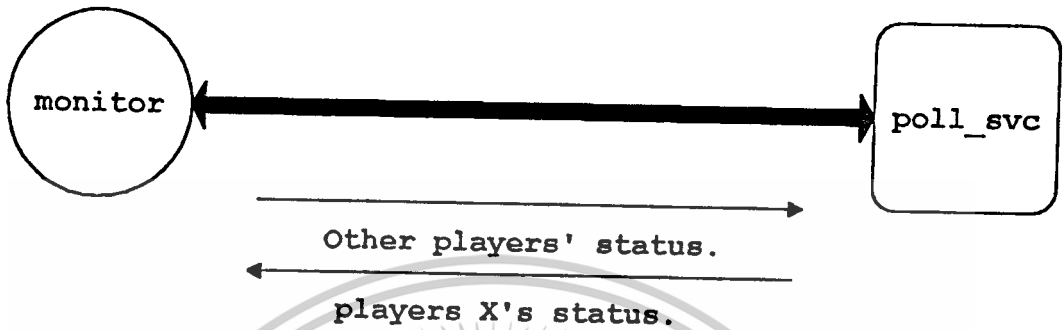 monitor
poll_svc
Other players' status.
players X's status.